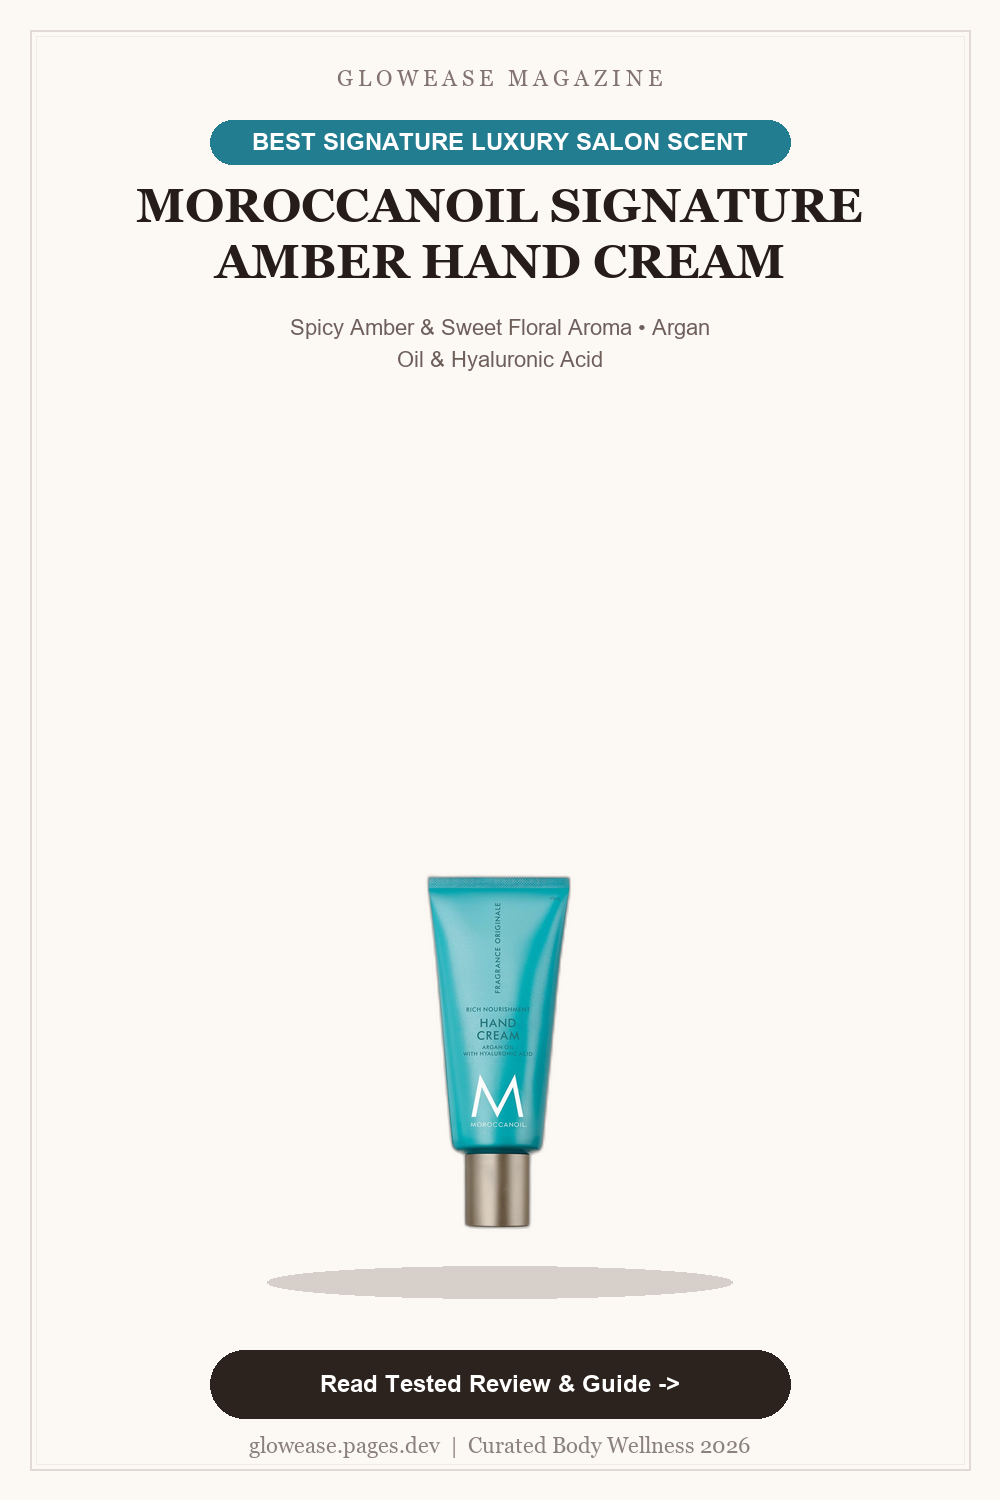 GLOWEASE MAGAZINE
BEST SIGNATURE LUXURY SALON SCENT
MOROCCANOIL SIGNATURE
AMBER HAND CREAM
Spicy Amber & Sweet Floral Aroma • Argan
Oil & Hyaluronic Acid
FRAGRANCE ORIGINALE
RICH NOURISHMENT
HAND
CREAM
ARGAN OIL
WITH HYALURONIC ACID
M
MOROCCANOIL
Read Tested Review & Guide ->
glowease.pages.dev | Curated Body Wellness 2026